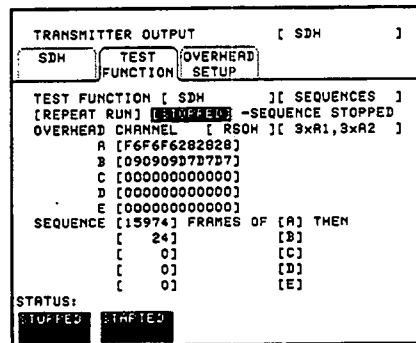 TRANSMITTER OUTPUT [ SDH ]
SDH TEST FUNCTION OVERHEAD SETUP
TEST FUNCTION [ SDH ][ SEQUENCES ]
[REPEAT RUN] [STOPPED] -SEQUENCE STOPPED
OVERHEAD CHANNEL [ RSOH ][ 3xA1,3xA2 ]
A [F6F6F6282828]
B [090909D7D7D7]
C [000000000000]
D [000000000000]
E [000000000000]
SEQUENCE [15974] FRAMES OF [A] THEN
[ 24] [B]
[ 0] [C]
[ 0] [D]
[ 0] [E]
STATUS:
STOPPED STARTED